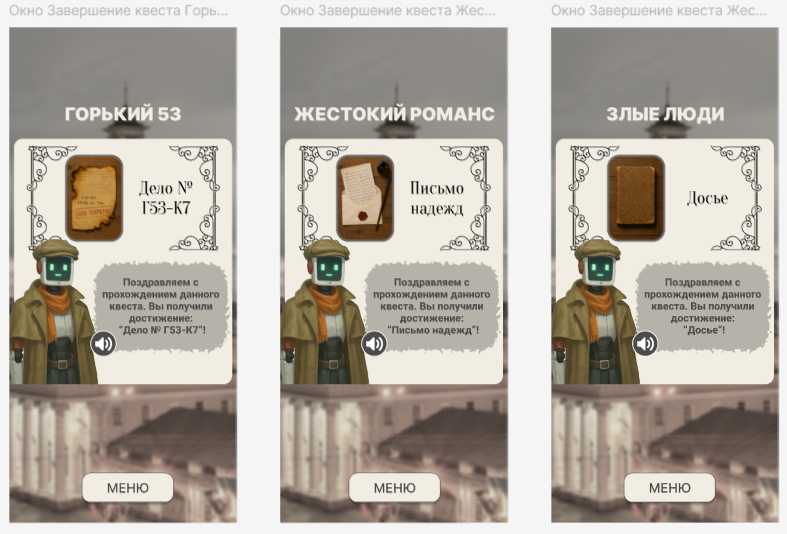 Окно Завершение квеста Горь...
Окно Завершение квеста Жес...
Окно Завершение квеста Жес...
ГОРЬКИЙ 53
Дело №
Г53-К7
Поздравляем с
прохождением данного
квеста. Вы получили
достижение:
“Дело № Г53-К7”!
МЕНЮ
ЖЕСТОКИЙ РОМАНС
Письмо
надежд
Поздравляем с
прохождением данного
квеста. Вы получили
достижение:
“Письмо надежд”!
МЕНЮ
ЗЛЫЕ ЛЮДИ
Досье
Поздравляем с
прохождением данного
квеста. Вы получили
достижение:
“Досье”!
МЕНЮ